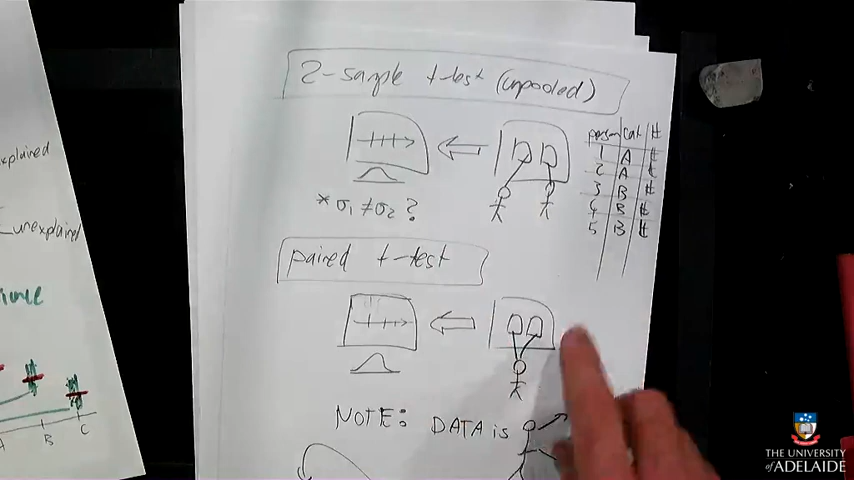 2-sample t-test (unpooled)
person | cat | #
1 | A | #
2 | A | #
3 | B | #
4 | B | #
5 | B | #
* σ₁ ≠ σ₂ ?
paired t-test
NOTE: DATA is
explained
unexplained
B C
THE UNIVERSITY
of ADELAIDE